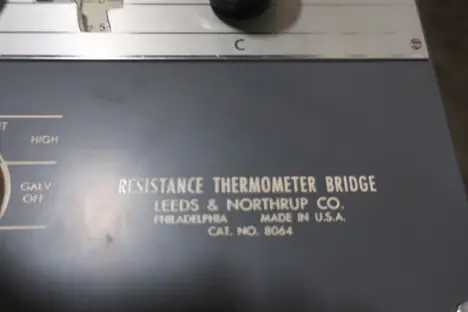 C
HIGH
GALV
OFF
RESISTANCE THERMOMETER BRIDGE
LEEDS & NORTHRUP CO.
PHILADELPHIA MADE IN U.S.A.
CAT. NO. 8064